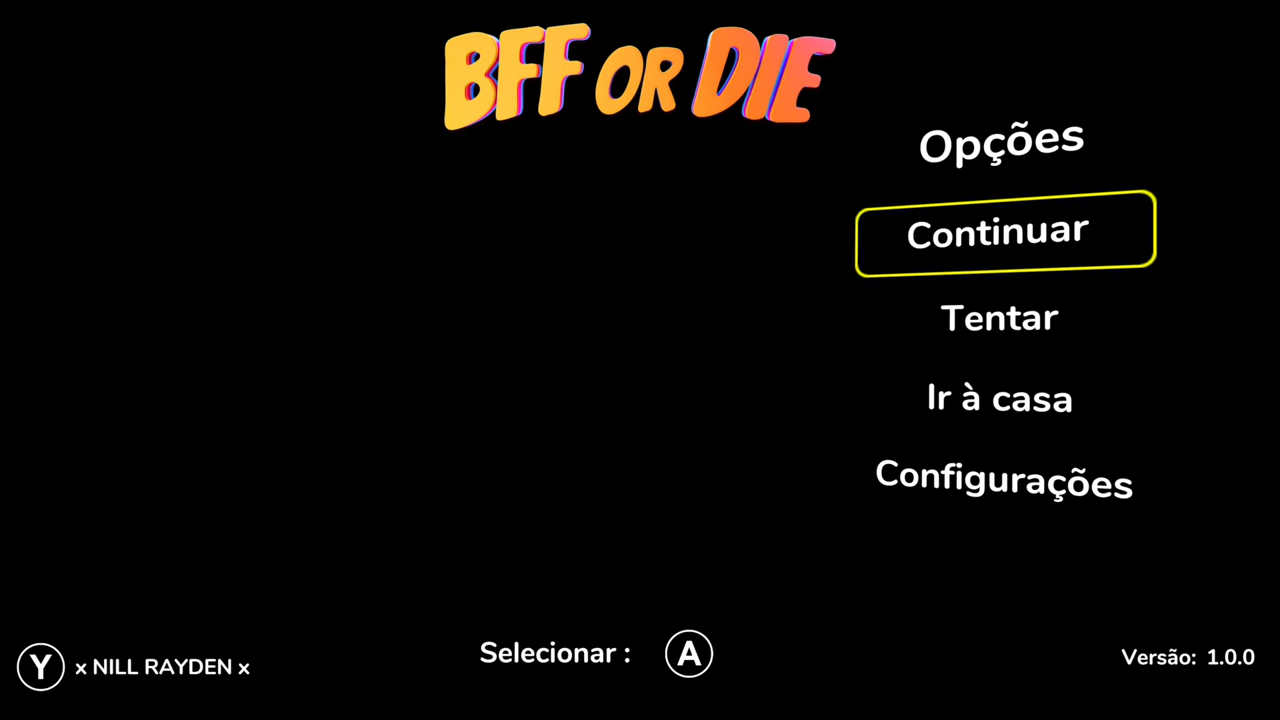 BFF OR DIE
Opções
Continuar
Tentar
Ir à casa
Configurações
Selecionar : A
Y x NILL RAYDEN x
Versão: 1.0.0